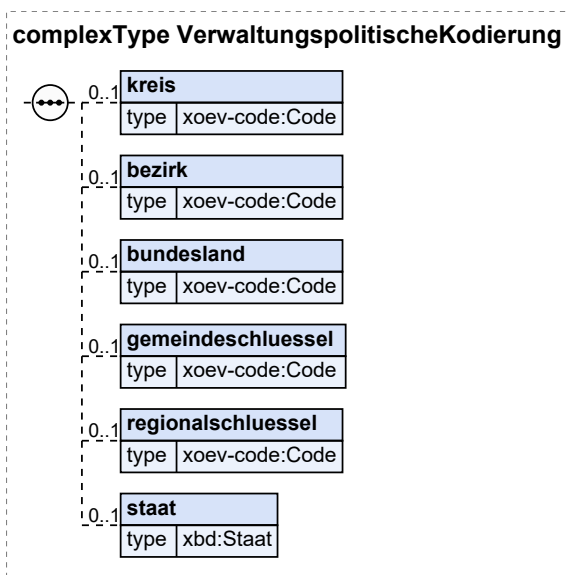 complexType VerwaltungspolitischeKodierung
0..1 kreis
type xoev-code:Code
0..1 bezirk
type xoev-code:Code
0..1 bundesland
type xoev-code:Code
0..1 gemeindeschluessel
type xoev-code:Code
0..1 regionalschluessel
type xoev-code:Code
0..1 staat
type xbd:Staat